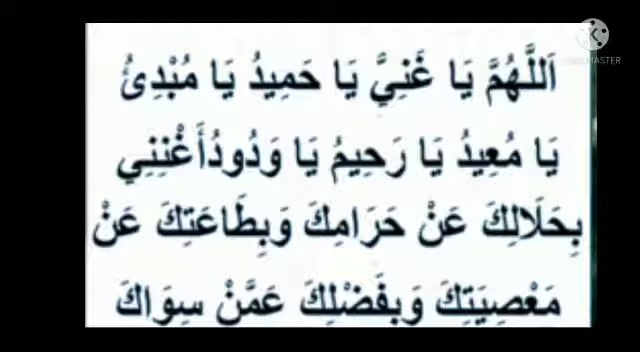 اَللَّهُمَّ يَا غَنِيُّ يَا حَمِيدُ يَا مُبْدِئُ
يَا مُعِيدُ يَا رَحِيمُ يَا وَدُودُأَغْنِنِي
بِحَلَالِكَ عَنْ حَرَامِكَ وَبِطَاعَتِكَ عَنْ
مَعْصِيَتِكَ وَبِفَضْلِكَ عَمَّنْ سِوَاكَ